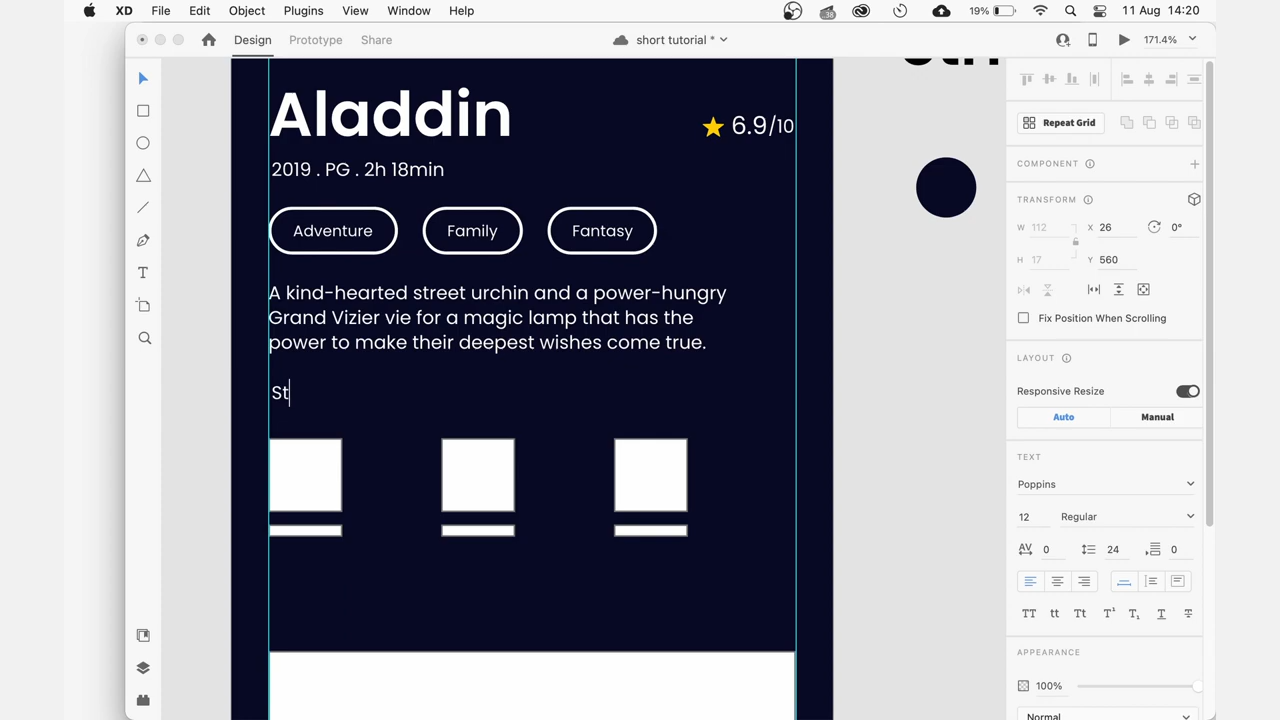 XD File Edit Object Plugins View Window Help 38 19% 11 Aug 14:20
Design Prototype Share short tutorial * 171.4%
Aladdin
6.9/10
2019 . PG . 2h 18min
Adventure Family Fantasy
A kind-hearted street urchin and a power-hungry
Grand Vizier vie for a magic lamp that has the
power to make their deepest wishes come true.
St
Repeat Grid
COMPONENT
TRANSFORM
W 112 X 26 0°
H 17 Y 560
Fix Position When Scrolling
LAYOUT
Responsive Resize
Auto Manual
TEXT
Poppins
12 Regular
AV 0 24 0
TT tt Tt T¹ T₁ T T
APPEARANCE
100%
Normal
T